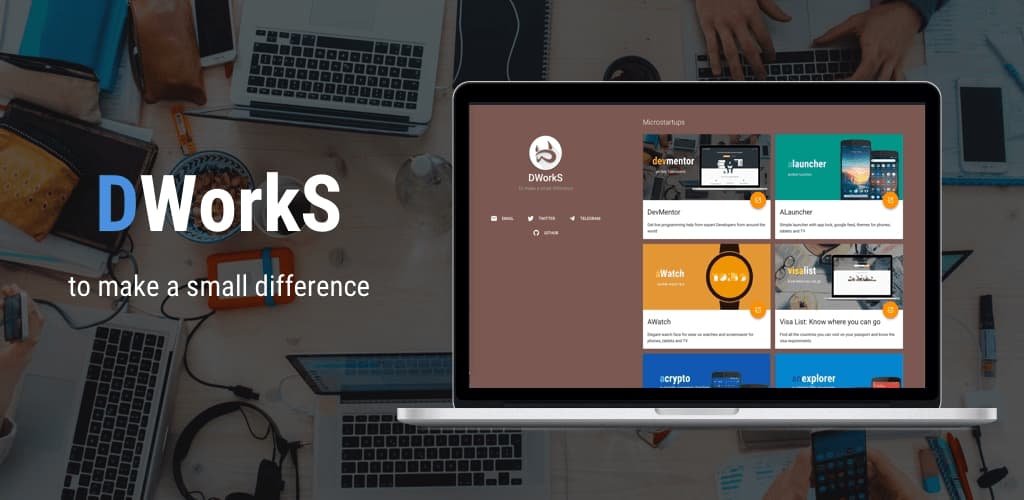 DWorkS
to make a small difference
DWorkS
To make a small difference
EMAIL
TWITTER
TELEGRAM
GITHUB
Microstartups
devmentor
DevMentor
Get live programming help from expert Developers from around the
world
alauncher
ALauncher
Simple launcher with app lock, google feed, themes for phones,
tablets and TV
aWatch
AWatch
Elegant watch face for wear os watches and screensaver for
phones, tablets and TV
visalist
Visa List: Know where you can go
Find all the countries you can visit on your passport and know the
visa requirements
acrypto
anexplorer